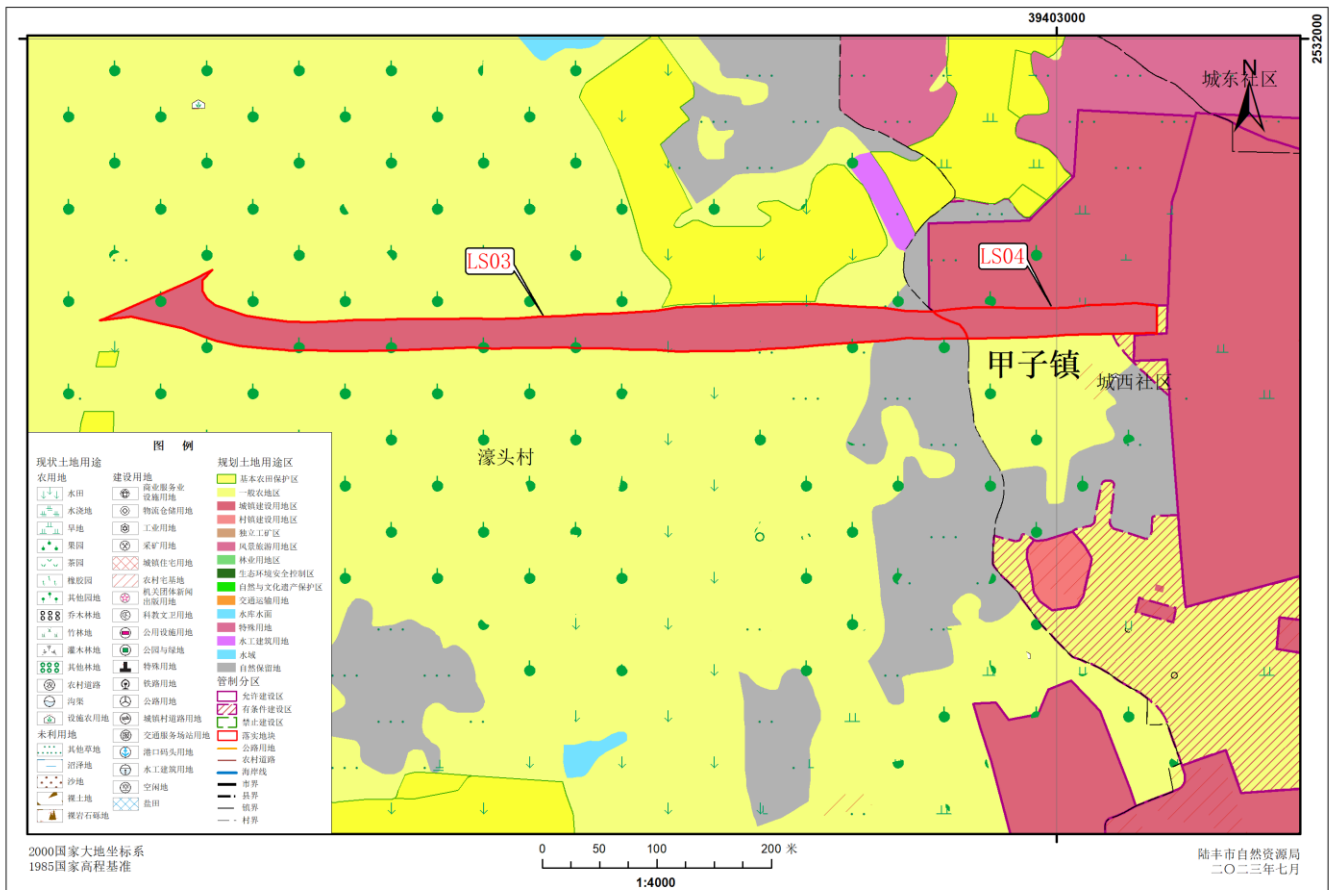 39403000
2532000
城东社区
N
LS03
LS04
甲子镇
城西社区
濠头村
图 例
现状土地用途
农用地
水田
水浇地
旱地
果园
茶园
橡胶园
其他园地
乔木林地
竹林地
灌木林地
其他林地
农村道路
沟渠
设施农用地
未利用地
其他草地
沼泽地
沙地
裸土地
裸岩石砾地
建设用地
商业服务业
设施用地
物流仓储用地
工业用地
采矿用地
城镇住宅用地
农村宅基地
机关团体新闻
出版用地
科教文卫用地
公用设施用地
公园与绿地
特殊用地
铁路用地
公路用地
城镇村道路用地
交通服务场站用地
港口码头用地
水工建筑用地
空闲地
盐田
规划土地用途区
基本农田保护区
一般农地区
城镇建设用地区
村镇建设用地区
独立工矿区
风景旅游用地区
林业用地区
生态环境安全控制区
自然与文化遗产保护区
交通运输用地
水库水面
特殊用地
水工建筑用地
水域
自然保留地
管制分区
允许建设区
有条件建设区
禁止建设区
落实地块
公路用地
农村道路
海岸线
市界
县界
镇界
村界
2000国家大地坐标系
1985国家高程基准
0 50 100 200 米
1:4000
陆丰市自然资源局
二〇二三年七月